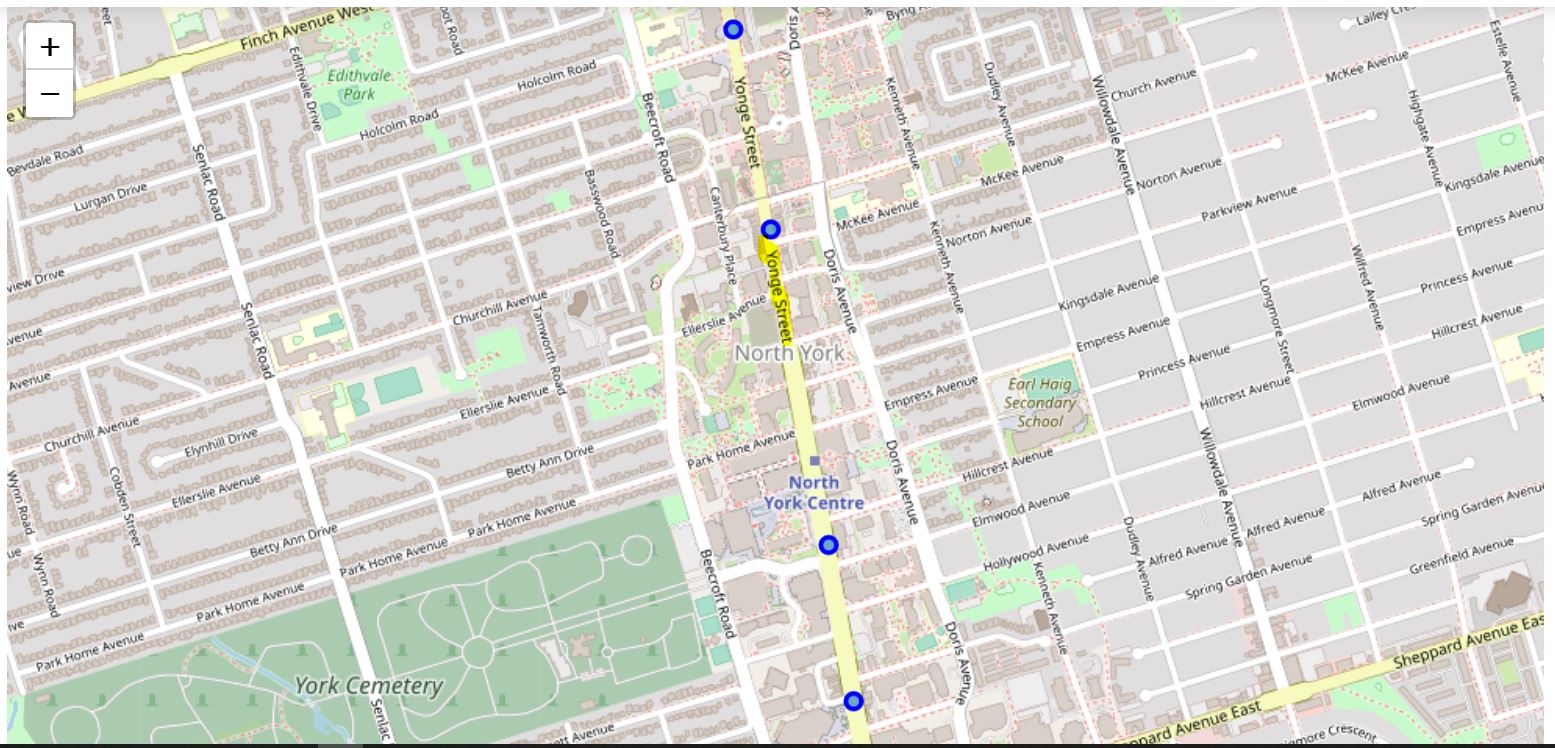 +
−
Finch Avenue West
Byng
Lailey
Doris
Estelle Avenue
Edithvale Drive
Edithvale
Park
Holcolm Road
Yonge Street
Kenneth Avenue
Dudley Avenue
Willowdale Avenue
Church Avenue
McKee Avenue
Highgate Avenue
Beecroft Road
Holcolm Road
Senlac Road
Lurgan Drive
Basswood Road
Canterbury Place
McKee Avenue
McKee Avenue
Norton Avenue
Kingsdale Avenue
Parkview Avenue
Norton Avenue
Empress
Kenneth Avenue
Doris Avenue
Yonge Street
Wilfred Avenue
Longmore Street
Princess Avenue
Kingsdale Avenue
Churchill Avenue
Senlac Road
Tamworth Road
Ellerslie Avenue
North York
Empress Avenue
Hillcrest Avenue
Princess Avenue
Earl Haig
Secondary
School
Empress Avenue
Hillcrest Avenue
Elmwood Avenue
Ellerslie Avenue
Churchill Avenue
Elynhill Drive
Park Home Avenue
Betty Ann Drive
Doris Avenue
Willowdale Avenue
Hillcrest Avenue
North
York Centre
Wynn Road
Cobden Street
Ellerslie Avenue
Elmwood Avenue
Alfred Avenue
Spring Garden Avenue
Park Home Avenue
Betty Ann Drive
Park Home Avenue
Alfred Avenue
Hollywood Avenue
Alfred Avenue
Dudley Avenue
Greenfield Avenue
Spring Garden Avenue
Kenneth Avenue
Wynn Road
Park Home Avenue
Beecroft Road
Park Home Avenue
Doris Avenue
Sheppard Avenue
York Cemetery
Senlac
Avenue East
Avenue
Crescent